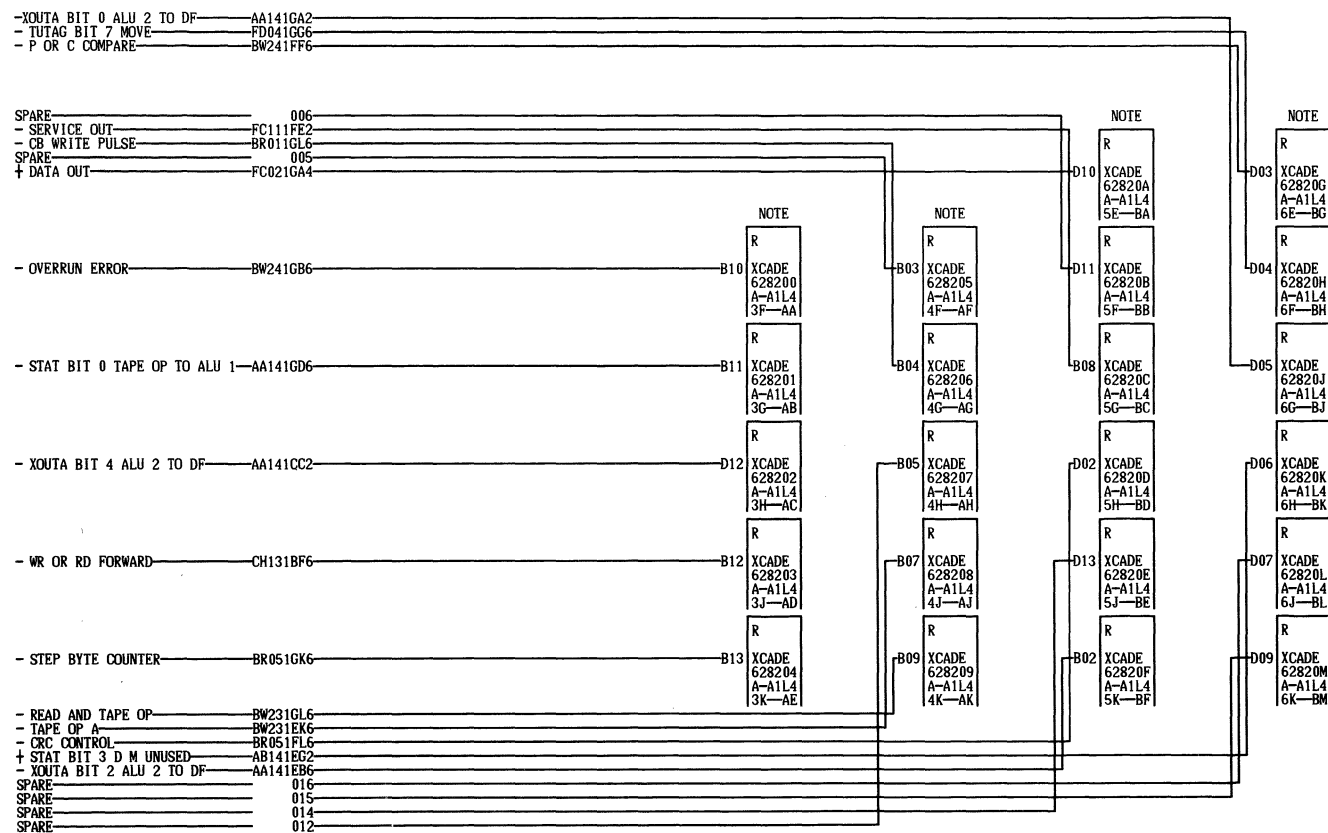 -XOUTA BIT 0 ALU 2 TO DF AA141GA2
- TUTAG BIT 7 MOVE FD041GG6
- P OR C COMPARE BW241FF6
SPARE 006
- SERVICE OUT FC111FE2
- CB WRITE PULSE BR011GL6
SPARE 005
+ DATA OUT FC021GA4
NOTE
R
D10 XCADE
62820A
A-A1L4
5E—BA
NOTE
R
D03 XCADE
62820G
A-A1L4
6E—BG
- OVERRUN ERROR BW241GB6
NOTE
R
B10 XCADE
628200
A-A1L4
3F—AA
NOTE
R
B03 XCADE
628205
A-A1L4
4F—AF
R
D11 XCADE
62820B
A-A1L4
5F—BB
R
D04 XCADE
62820H
A-A1L4
6F—BH
- STAT BIT 0 TAPE OP TO ALU 1 AA141GD6
R
B11 XCADE
628201
A-A1L4
3G—AB
R
B04 XCADE
628206
A-A1L4
4G—AG
R
B08 XCADE
62820C
A-A1L4
5G—BC
R
D05 XCADE
62820J
A-A1L4
6G—BJ
- XOUTA BIT 4 ALU 2 TO DF AA141CC2
R
D12 XCADE
628202
A-A1L4
3H—AC
R
B05 XCADE
628207
A-A1L4
4H—AH
R
D02 XCADE
62820D
A-A1L4
5H—BD
R
D06 XCADE
62820K
A-A1L4
6H—BK
- WR OR RD FORWARD CH131BF6
R
B12 XCADE
628203
A-A1L4
3J—AD
R
B07 XCADE
628208
A-A1L4
4J—AJ
R
D13 XCADE
62820E
A-A1L4
5J—BE
R
D07 XCADE
62820L
A-A1L4
6J—BL
- STEP BYTE COUNTER BR051GK6
R
B13 XCADE
628204
A-A1L4
3K—AE
R
B09 XCADE
628209
A-A1L4
4K—AK
R
B02 XCADE
62820F
A-A1L4
5K—BF
R
D09 XCADE
62820M
A-A1L4
6K—BM
- READ AND TAPE OP BW231GL6
- TAPE OP A BW231EK6
- CRC CONTROL BR051FL6
+ STAT BIT 3 D M UNUSED AB141EG2
- XOUTA BIT 2 ALU 2 TO DF AA141EB6
SPARE 016
SPARE 015
SPARE 014
SPARE 012